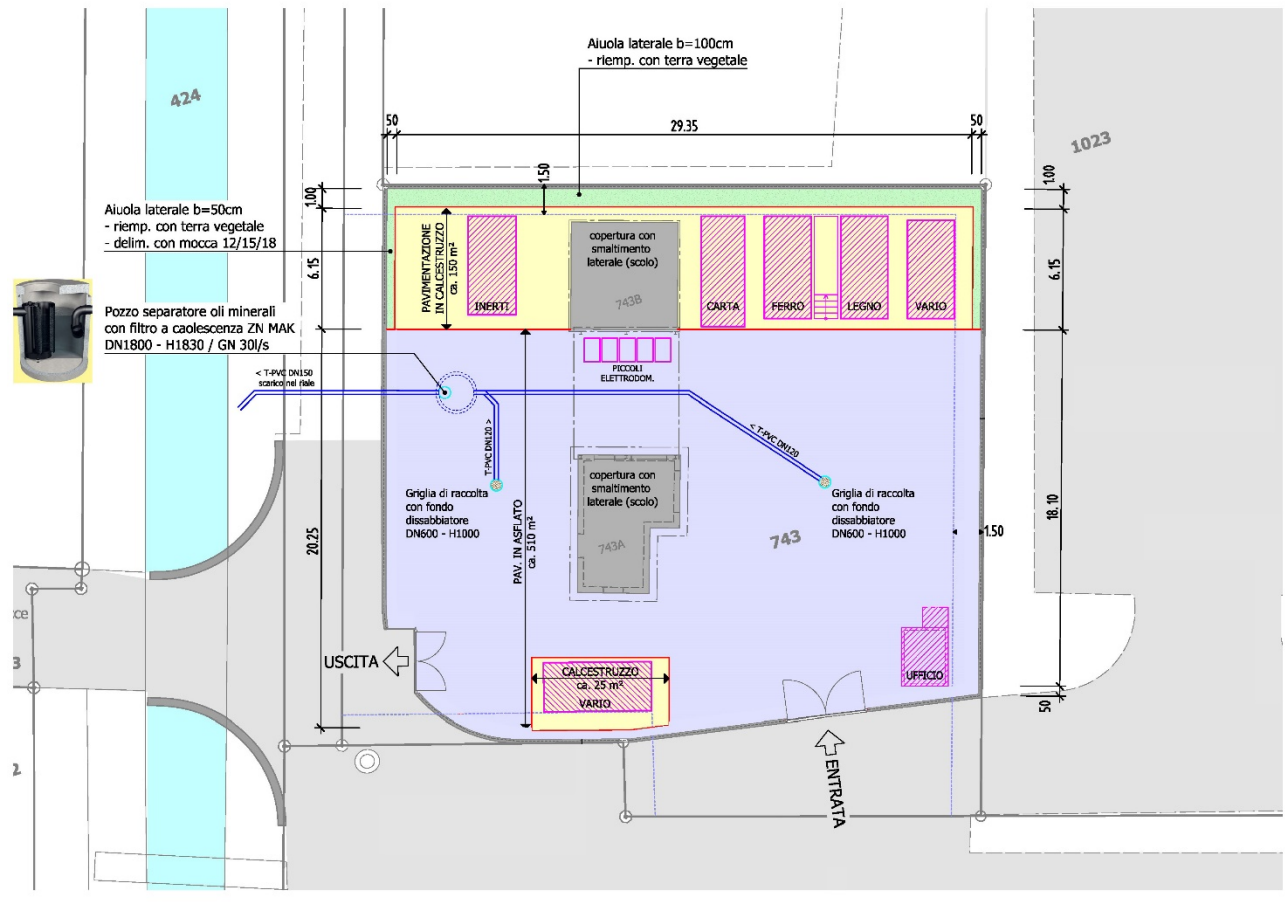 Aiuola laterale b=100cm
- riemp. con terra vegetale
424
50
29.35
50
1023
1.50
1.00
1.00
Aiuola laterale b=50cm
- riemp. con terra vegetale
- delim. con mocca 12/15/18
6.15
PAVIMENTAZIONE
IN CALCESTRUZZO
ca. 150 m²
copertura con
smaltimento
laterale (scolo)
743B
INERTI
CARTA
FERRO
LEGNO
VARIO
6.15
Pozzo separatore oli minerali
con filtro a caolescenza ZN MAK
DN1800 - H1830 / GN 30l/s
PICCOLI
ELETTRODOM.
< T-PVC DN150
scarico nel riale
T-PVC DN120 >
< T-PVC DN120
Griglia di raccolta
con fondo
dissabbiatore
DN600 - H1000
copertura con
smaltimento
laterale (scolo)
743A
Griglia di raccolta
con fondo
dissabbiatore
DN600 - H1000
743
1.50
18.10
20.25
PAV. IN ASFLATO
ca. 510 m²
cce
3
USCITA
CALCESTRUZZO
ca. 25 m²
VARIO
UFFICIO
50
2
ENTRATA